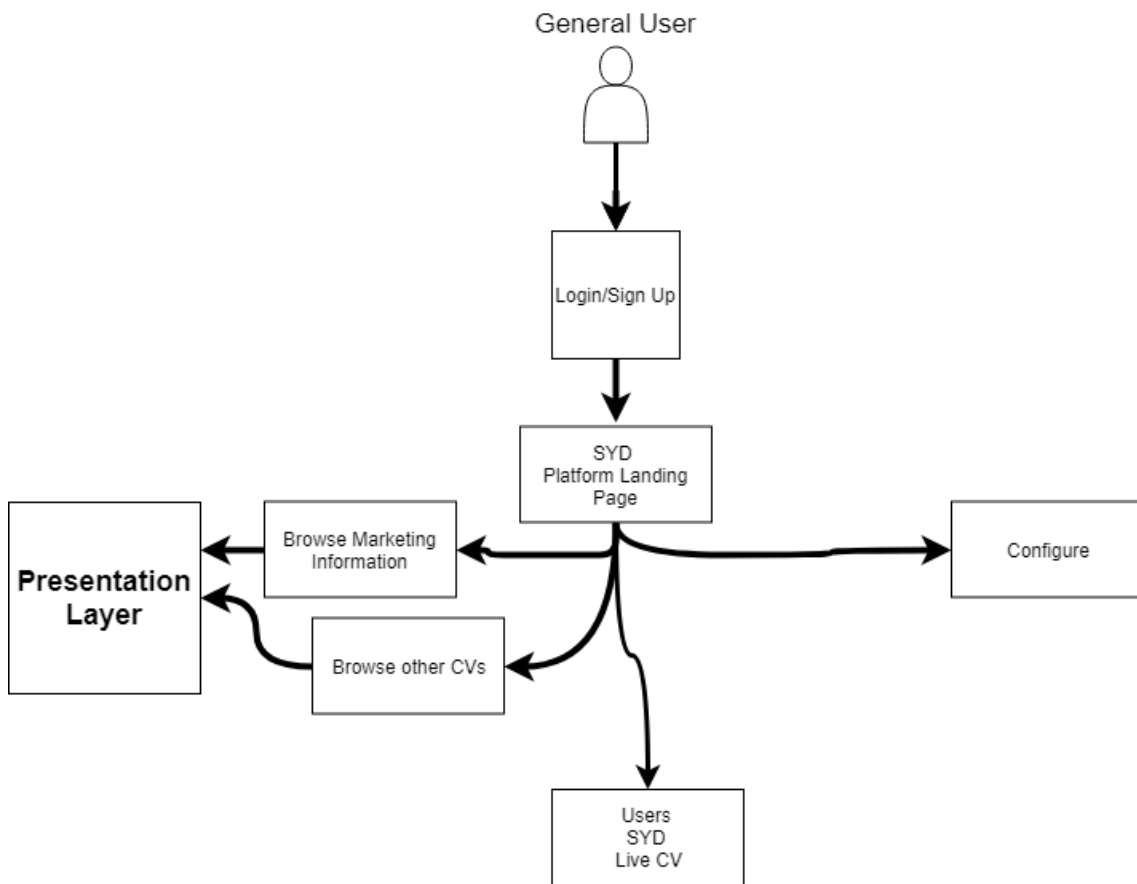 General User
Login/Sign Up
SYD
Platform Landing
Page
Browse Marketing
Information
Configure
Presentation
Layer
Browse other CVs
Users
SYD
Live CV